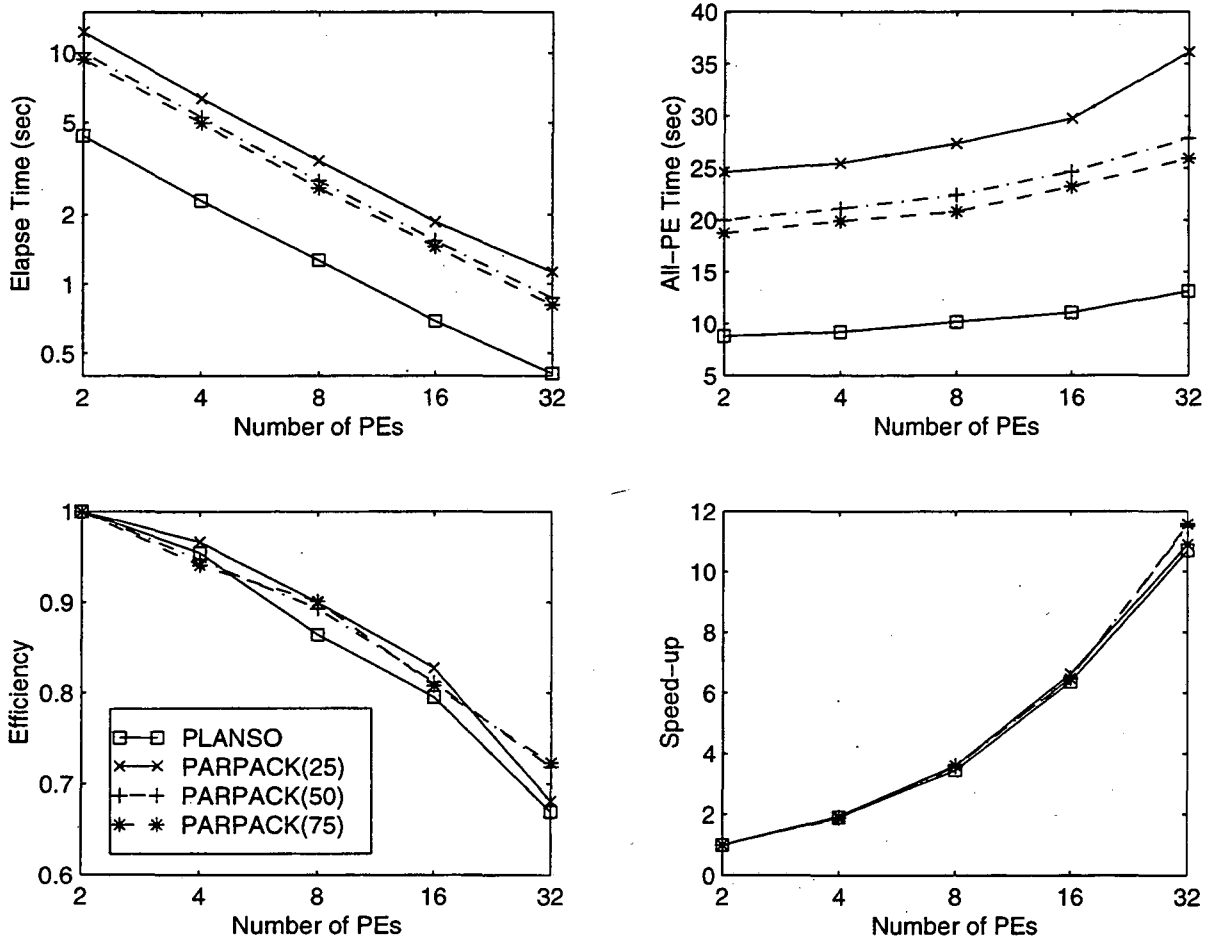 10
5
2
1
0.5
Elapse Time (sec)
2 4 8 16 32
Number of PEs
40
35
30
25
20
15
10
5
All-PE Time (sec)
2 4 8 16 32
Number of PEs
1
0.9
0.8
0.7
0.6
Efficiency
PLANSO
PARPACK(25)
PARPACK(50)
PARPACK(75)
2 4 8 16 32
Number of PEs
12
10
8
6
4
2
0
Speed-up
2 4 8 16 32
Number of PEs